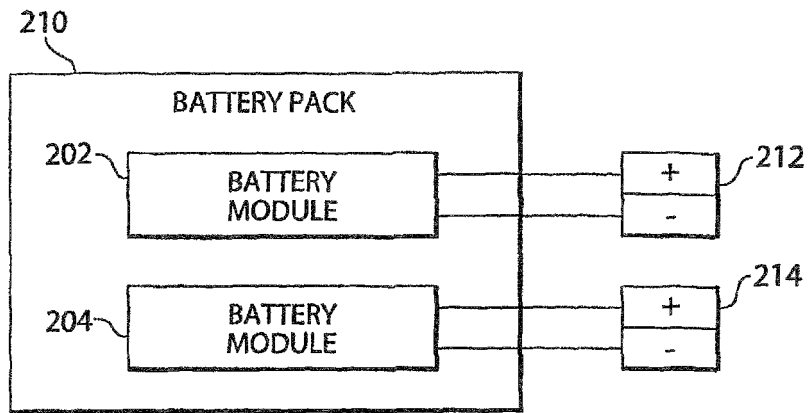 210
BATTERY PACK
202
BATTERY
MODULE
+
-
212
204
BATTERY
MODULE
+
-
214